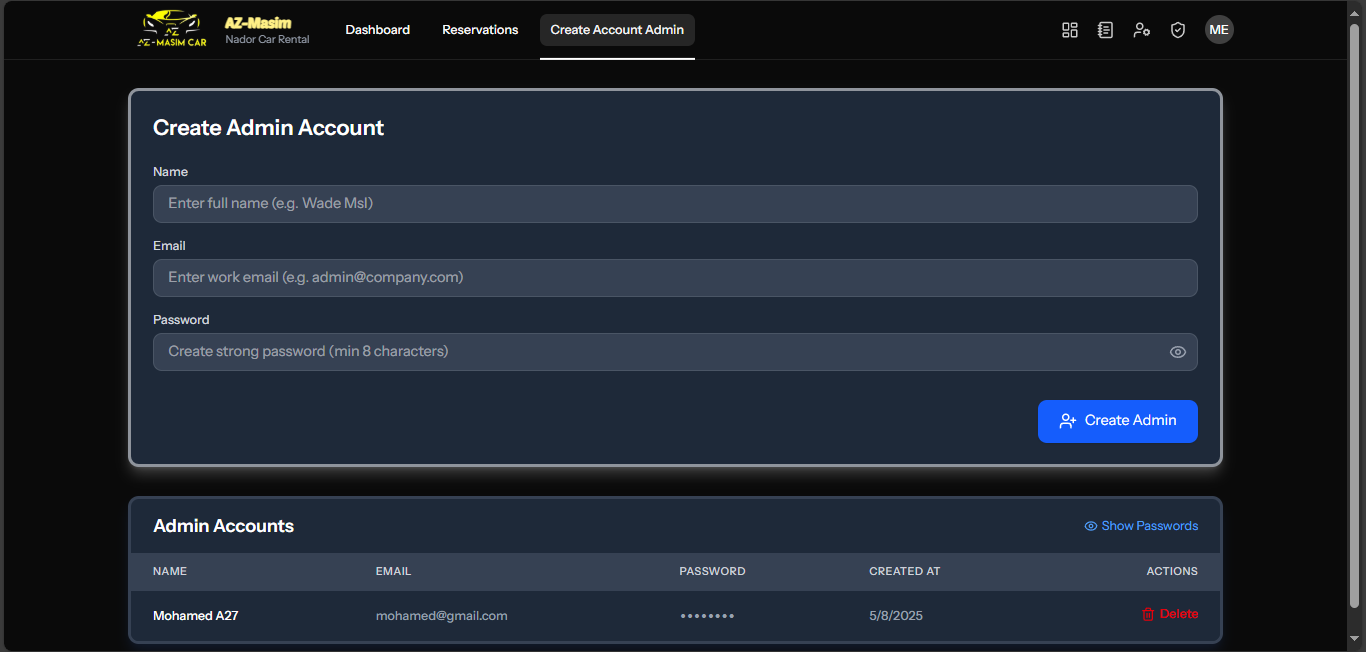 AZ
AZ-MASIM CAR
AZ-Masim
Nador Car Rental
Dashboard
Reservations
Create Account Admin
ME
Create Admin Account
Name
Enter full name (e.g. Wade Msl)
Email
Enter work email (e.g. admin@company.com)
Password
Create strong password (min 8 characters)
Create Admin
Admin Accounts
Show Passwords
NAME EMAIL PASSWORD CREATED AT ACTIONS
Mohamed A27 mohamed@gmail.com •••••••• 5/8/2025 Delete